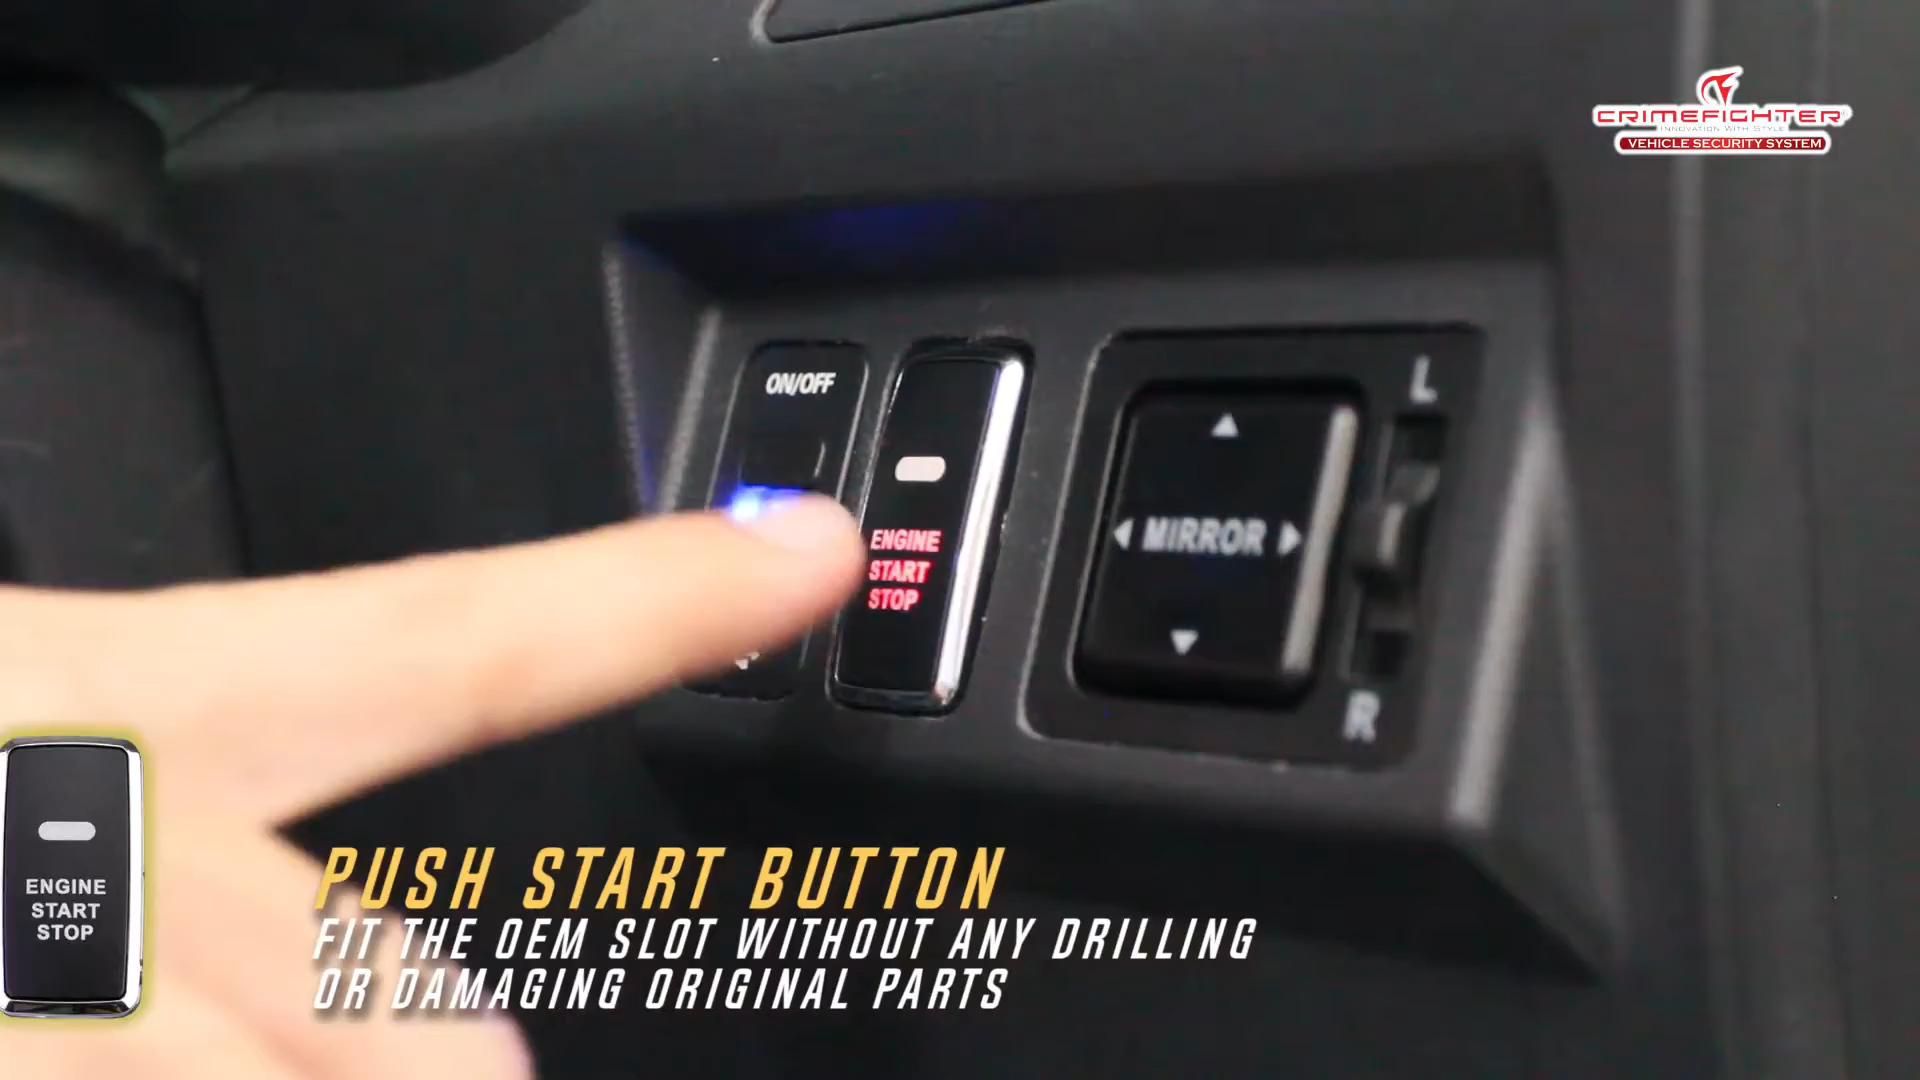 CRIMEFIGHTER
INNOVATION WITH STYLE
VEHICLE SECURITY SYSTEM
ON/OFF
ENGINE
START
STOP
L
MIRROR
R
ENGINE
START
STOP
PUSH START BUTTON
FIT THE OEM SLOT WITHOUT ANY DRILLING
OR DAMAGING ORIGINAL PARTS